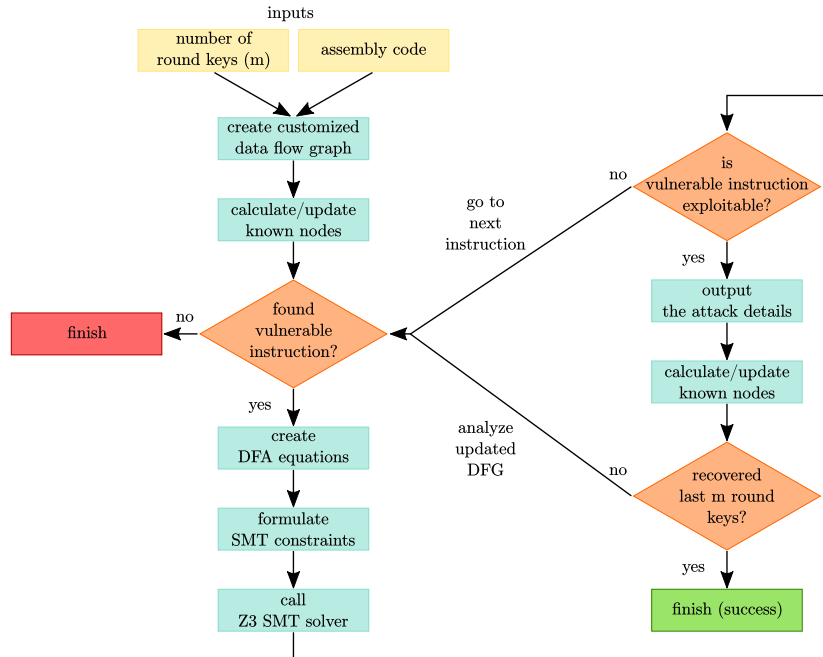 inputs
number of
round keys (m)
assembly code
create customized
data flow graph
calculate/update
known nodes
found
vulnerable
instruction?
no
finish
yes
create
DFA equations
formulate
SMT constraints
call
Z3 SMT solver
go to
next
instruction
analyze
updated
DFG
is
vulnerable instruction
exploitable?
no
yes
output
the attack details
calculate/update
known nodes
recovered
last m round
keys?
no
yes
finish (success)